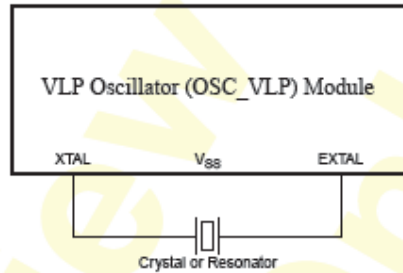 VLP Oscillator (OSC_VLP) Module
XTAL VSS EXTAL
Crystal or Resonator